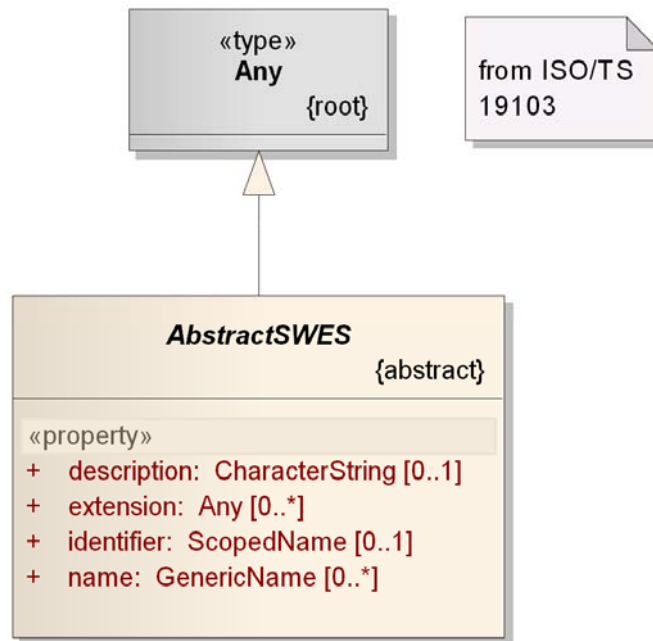 «type»
Any
{root}
from ISO/TS
19103
AbstractSWES
{abstract}
«property»
+ description: CharacterString [0..1]
+ extension: Any [0..*]
+ identifier: ScopedName [0..1]
+ name: GenericName [0..*]